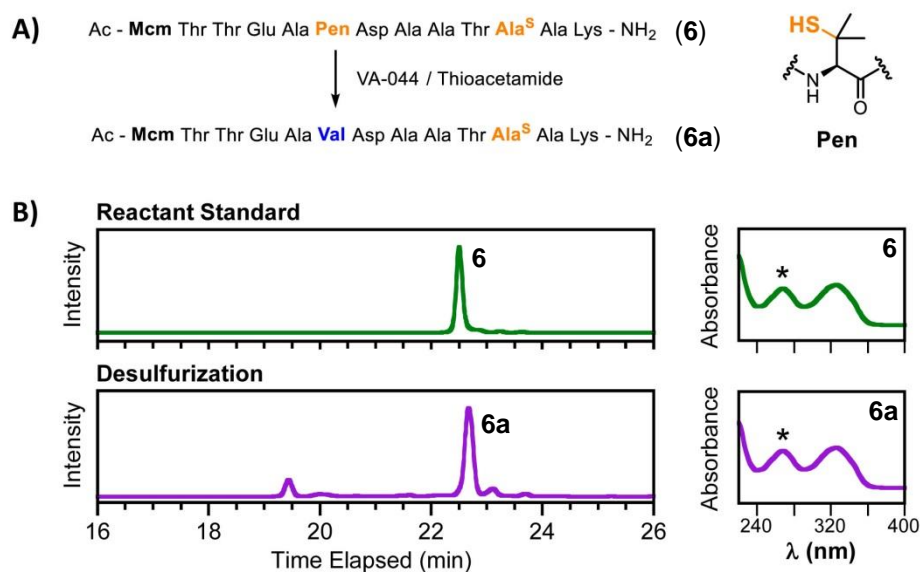 A)
Ac - Mcm Thr Thr Glu Ala Pen Asp Ala Ala Thr Alaˢ Ala Lys - NH₂ (6)
VA-044 / Thioacetamide
Ac - Mcm Thr Thr Glu Ala Val Asp Ala Ala Thr Alaˢ Ala Lys - NH₂ (6a)
HS
N
H
O
Pen
B)
Reactant Standard
Intensity
6
Absorbance
*
6
Desulfurization
Intensity
6a
16 18 20 22 24 26
Time Elapsed (min)
Absorbance
*
6a
240 320 400
λ (nm)